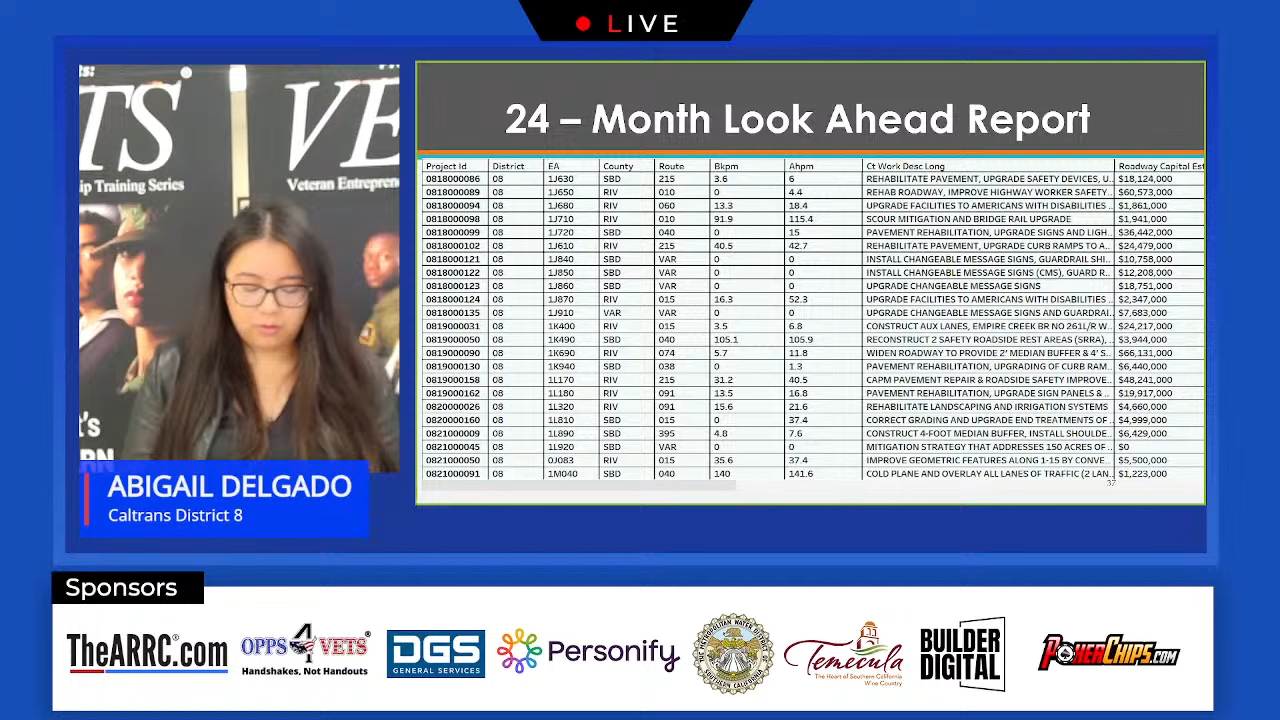 LIVE
TS®
VE
ip Training Series
Veteran Entrepren
t's
RN
ABIGAIL DELGADO
Caltrans District 8
24 – Month Look Ahead Report
Project Id District EA County Route Bkpm Ahpm Ct Work Desc Long Roadway Capital Est
0818000086 08 1J630 SBD 215 3.6 6 REHABILITATE PAVEMENT, UPGRADE SAFETY DEVICES, U.. $18,124,000
0818000089 08 1J650 RIV 010 0 4.4 REHAB ROADWAY, IMPROVE HIGHWAY WORKER SAFETY.. $60,573,000
0818000094 08 1J680 RIV 060 13.3 18.4 UPGRADE FACILITIES TO AMERICANS WITH DISABILITIES .. $1,861,000
0818000098 08 1J710 RIV 010 91.9 115.4 SCOUR MITIGATION AND BRIDGE RAIL UPGRADE $1,941,000
0818000099 08 1J720 SBD 040 0 15 PAVEMENT REHABILITATION, UPGRADE SIGNS AND LIGH.. $36,442,000
0818000102 08 1J610 RIV 215 40.5 42.7 REHABILITATE PAVEMENT, UPGRADE CURB RAMPS TO A.. $24,479,000
0818000121 08 1J840 SBD VAR 0 0 INSTALL CHANGEABLE MESSAGE SIGNS, GUARDRAIL SHI.. $10,758,000
0818000122 08 1J850 SBD VAR 0 0 INSTALL CHANGEABLE MESSAGE SIGNS (CMS), GUARD R.. $12,208,000
0818000123 08 1J860 SBD VAR 0 0 UPGRADE CHANGEABLE MESSAGE SIGNS $18,751,000
0818000124 08 1J870 RIV 015 16.3 52.3 UPGRADE FACILITIES TO AMERICANS WITH DISABILITIES .. $2,347,000
0818000135 08 1J910 VAR VAR 0 0 UPGRADE CHANGEABLE MESSAGE SIGNS AND GUARDRAI.. $7,683,000
0819000031 08 1K400 RIV 015 3.5 6.8 CONSTRUCT AUX LANES, EMPIRE CREEK BR NO 261L/R W.. $24,217,000
0819000050 08 1K490 SBD 040 105.1 105.9 RECONSTRUCT 2 SAFETY ROADSIDE REST AREAS (SRRA), $3,944,000
0819000090 08 1K690 RIV 074 5.7 11.8 WIDEN ROADWAY TO PROVIDE 2' MEDIAN BUFFER & 4' S.. $66,131,000
0819000130 08 1K940 SBD 038 0 1.3 PAVEMENT REHABILITATION, UPGRADING OF CURB RAM.. $6,440,000
0819000158 08 1L170 RIV 215 31.2 40.5 CAPM PAVEMENT REPAIR & ROADSIDE SAFETY IMPROVE.. $48,241,000
0819000162 08 1L180 RIV 091 13.5 16.8 PAVEMENT REHABILITATION, UPGRADE SIGN PANELS & .. $19,917,000
0820000026 08 1L320 RIV 091 15.6 21.6 REHABILITATE LANDSCAPING AND IRRIGATION SYSTEMS $4,660,000
0820000160 08 1L810 SBD 015 0 37.4 CORRECT GRADING AND UPGRADE END TREATMENTS OF .. $4,999,000
0821000009 08 1L890 SBD 395 4.8 7.6 CONSTRUCT 4-FOOT MEDIAN BUFFER, INSTALL SHOULDE.. $6,429,000
0821000045 08 1L920 SBD VAR 0 0 MITIGATION STRATEGY THAT ADDRESSES 150 ACRES OF .. $0
0821000050 08 0J083 RIV 015 35.6 37.4 IMPROVE GEOMETRIC FEATURES ALONG 1-15 BY CONVE.. $5,500,000
0821000091 08 1M040 SBD 040 140 141.6 COLD PLANE AND OVERLAY ALL LANES OF TRAFFIC (2 LAN.. $1,223,000
37
Sponsors
TheARRC®.com
OPPS 4 VETS®
Handshakes, Not Handouts
DGS
GENERAL SERVICES
Personify
Temecula
The Heart of Southern California
Wine Country
BUILDER
DIGITAL
POKERCHIPS.COM